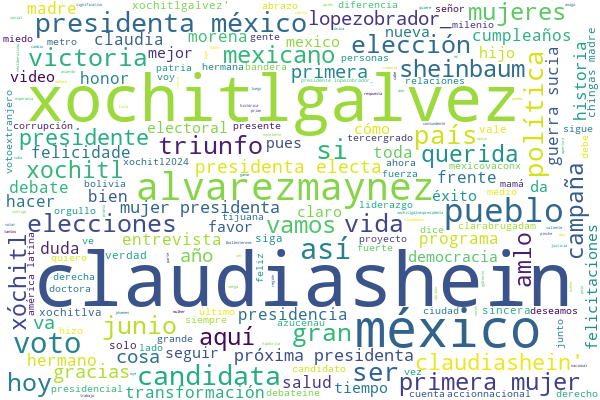 madre
xochitlgalvez'
abrazo
diferencia
señor
milenio
presidenta méxico
lopezobrador_
mujeres
miedo
metro
claudia
morena
gente
nueva
cumpleaños
victoria
mejor
mexicano
mexico
elección
hijo
personas
patria
voy
hermana
bandera
relaciones
video
honor
primera
sheinbaum
historia
chingas madre
xochitlgalvez
votoextranjero
corrupción
electoral
presente
cómo
tercergrado
vale
debe
sigue
política
guerra sucia
presidente
triunfo
pues
si
país
felicidade
xochitl2024
toda
ahora
fuerza
mexicovaconx
xochitl
presidenta electa
querida
frente
campaña
debate
bolivia
alvarezmaynez
mamá
medio
éxito
da
hacer
bien
mujer presidenta
liderazgo
pueblo
orgullo
tijuana
claro
clarabrugadam
elecciones
favor
vamos
vida
dice
felicitaciones
xóchitl
américa latina
duda
ve
entrevista
siga
así
proyecto
programa
amlo
quiero
verdad
año
feliz
fuerte
democracia
derecha
doctora
claudiashein
va
xochitlva
último
presidencia
ciudad
sincera
deseamos
voto
hizo
junio
siempre
azucenau
aquí
gran
méxico
junto
hermano
solo
lado
grande
próxima presidenta
cosa
seguir
claudiashein'
hoy
gracias
candidata
salud
candidato
vez
ser
primera mujer
transformación
presidencial
debateine
tiempo
cuenta
accionnacional
derecho